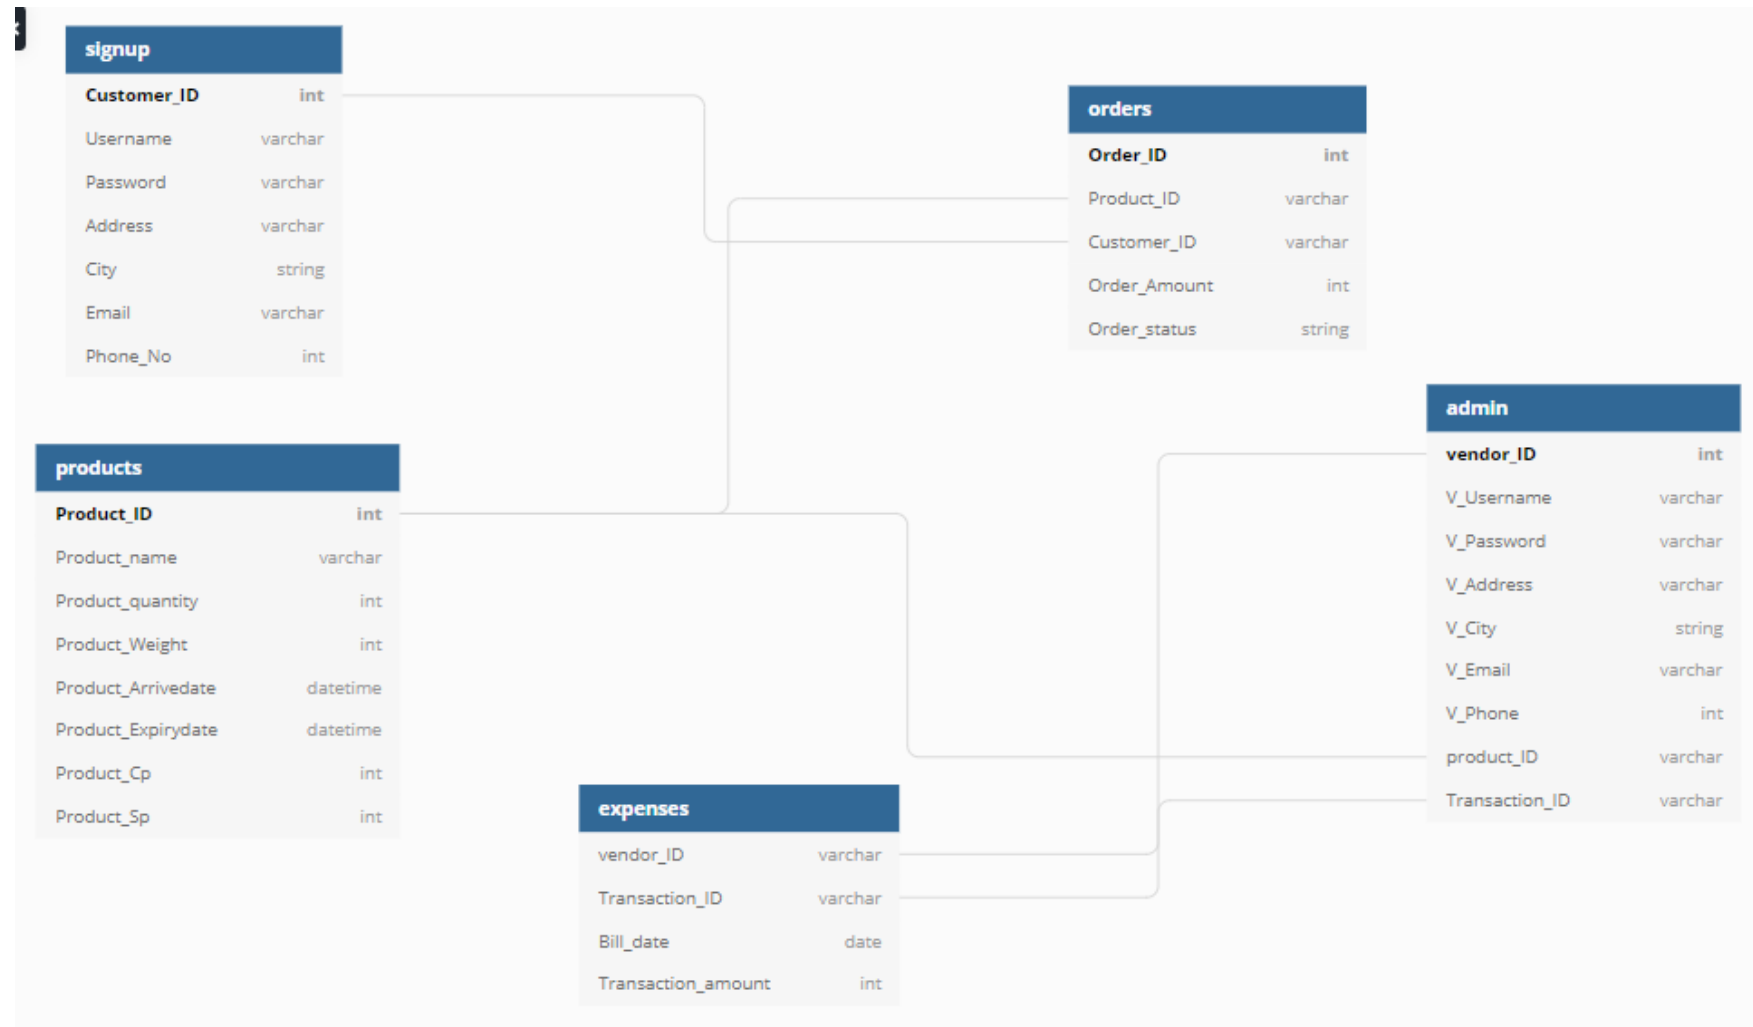 signup
Customer_ID int
Username varchar
Password varchar
Address varchar
City string
Email varchar
Phone_No int
orders
Order_ID int
Product_ID varchar
Customer_ID varchar
Order_Amount int
Order_status string
products
Product_ID int
Product_name varchar
Product_quantity int
Product_Weight int
Product_Arrivedate datetime
Product_Expirydate datetime
Product_Cp int
Product_Sp int
admin
vendor_ID int
V_Username varchar
V_Password varchar
V_Address varchar
V_City string
V_Email varchar
V_Phone int
product_ID varchar
Transaction_ID varchar
expenses
vendor_ID varchar
Transaction_ID varchar
Bill_date date
Transaction_amount int